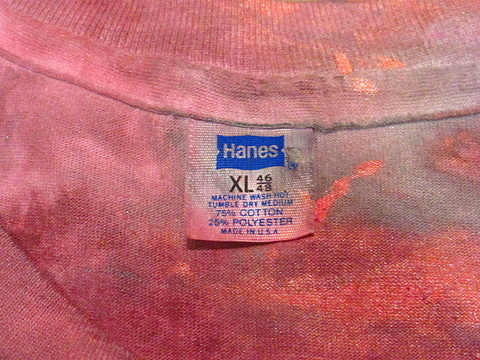 Hanes
XL 46/48
MACHINE WASH HOT
TUMBLE DRY MEDIUM
75% COTTON
25% POLYESTER
MADE IN U.S.A.